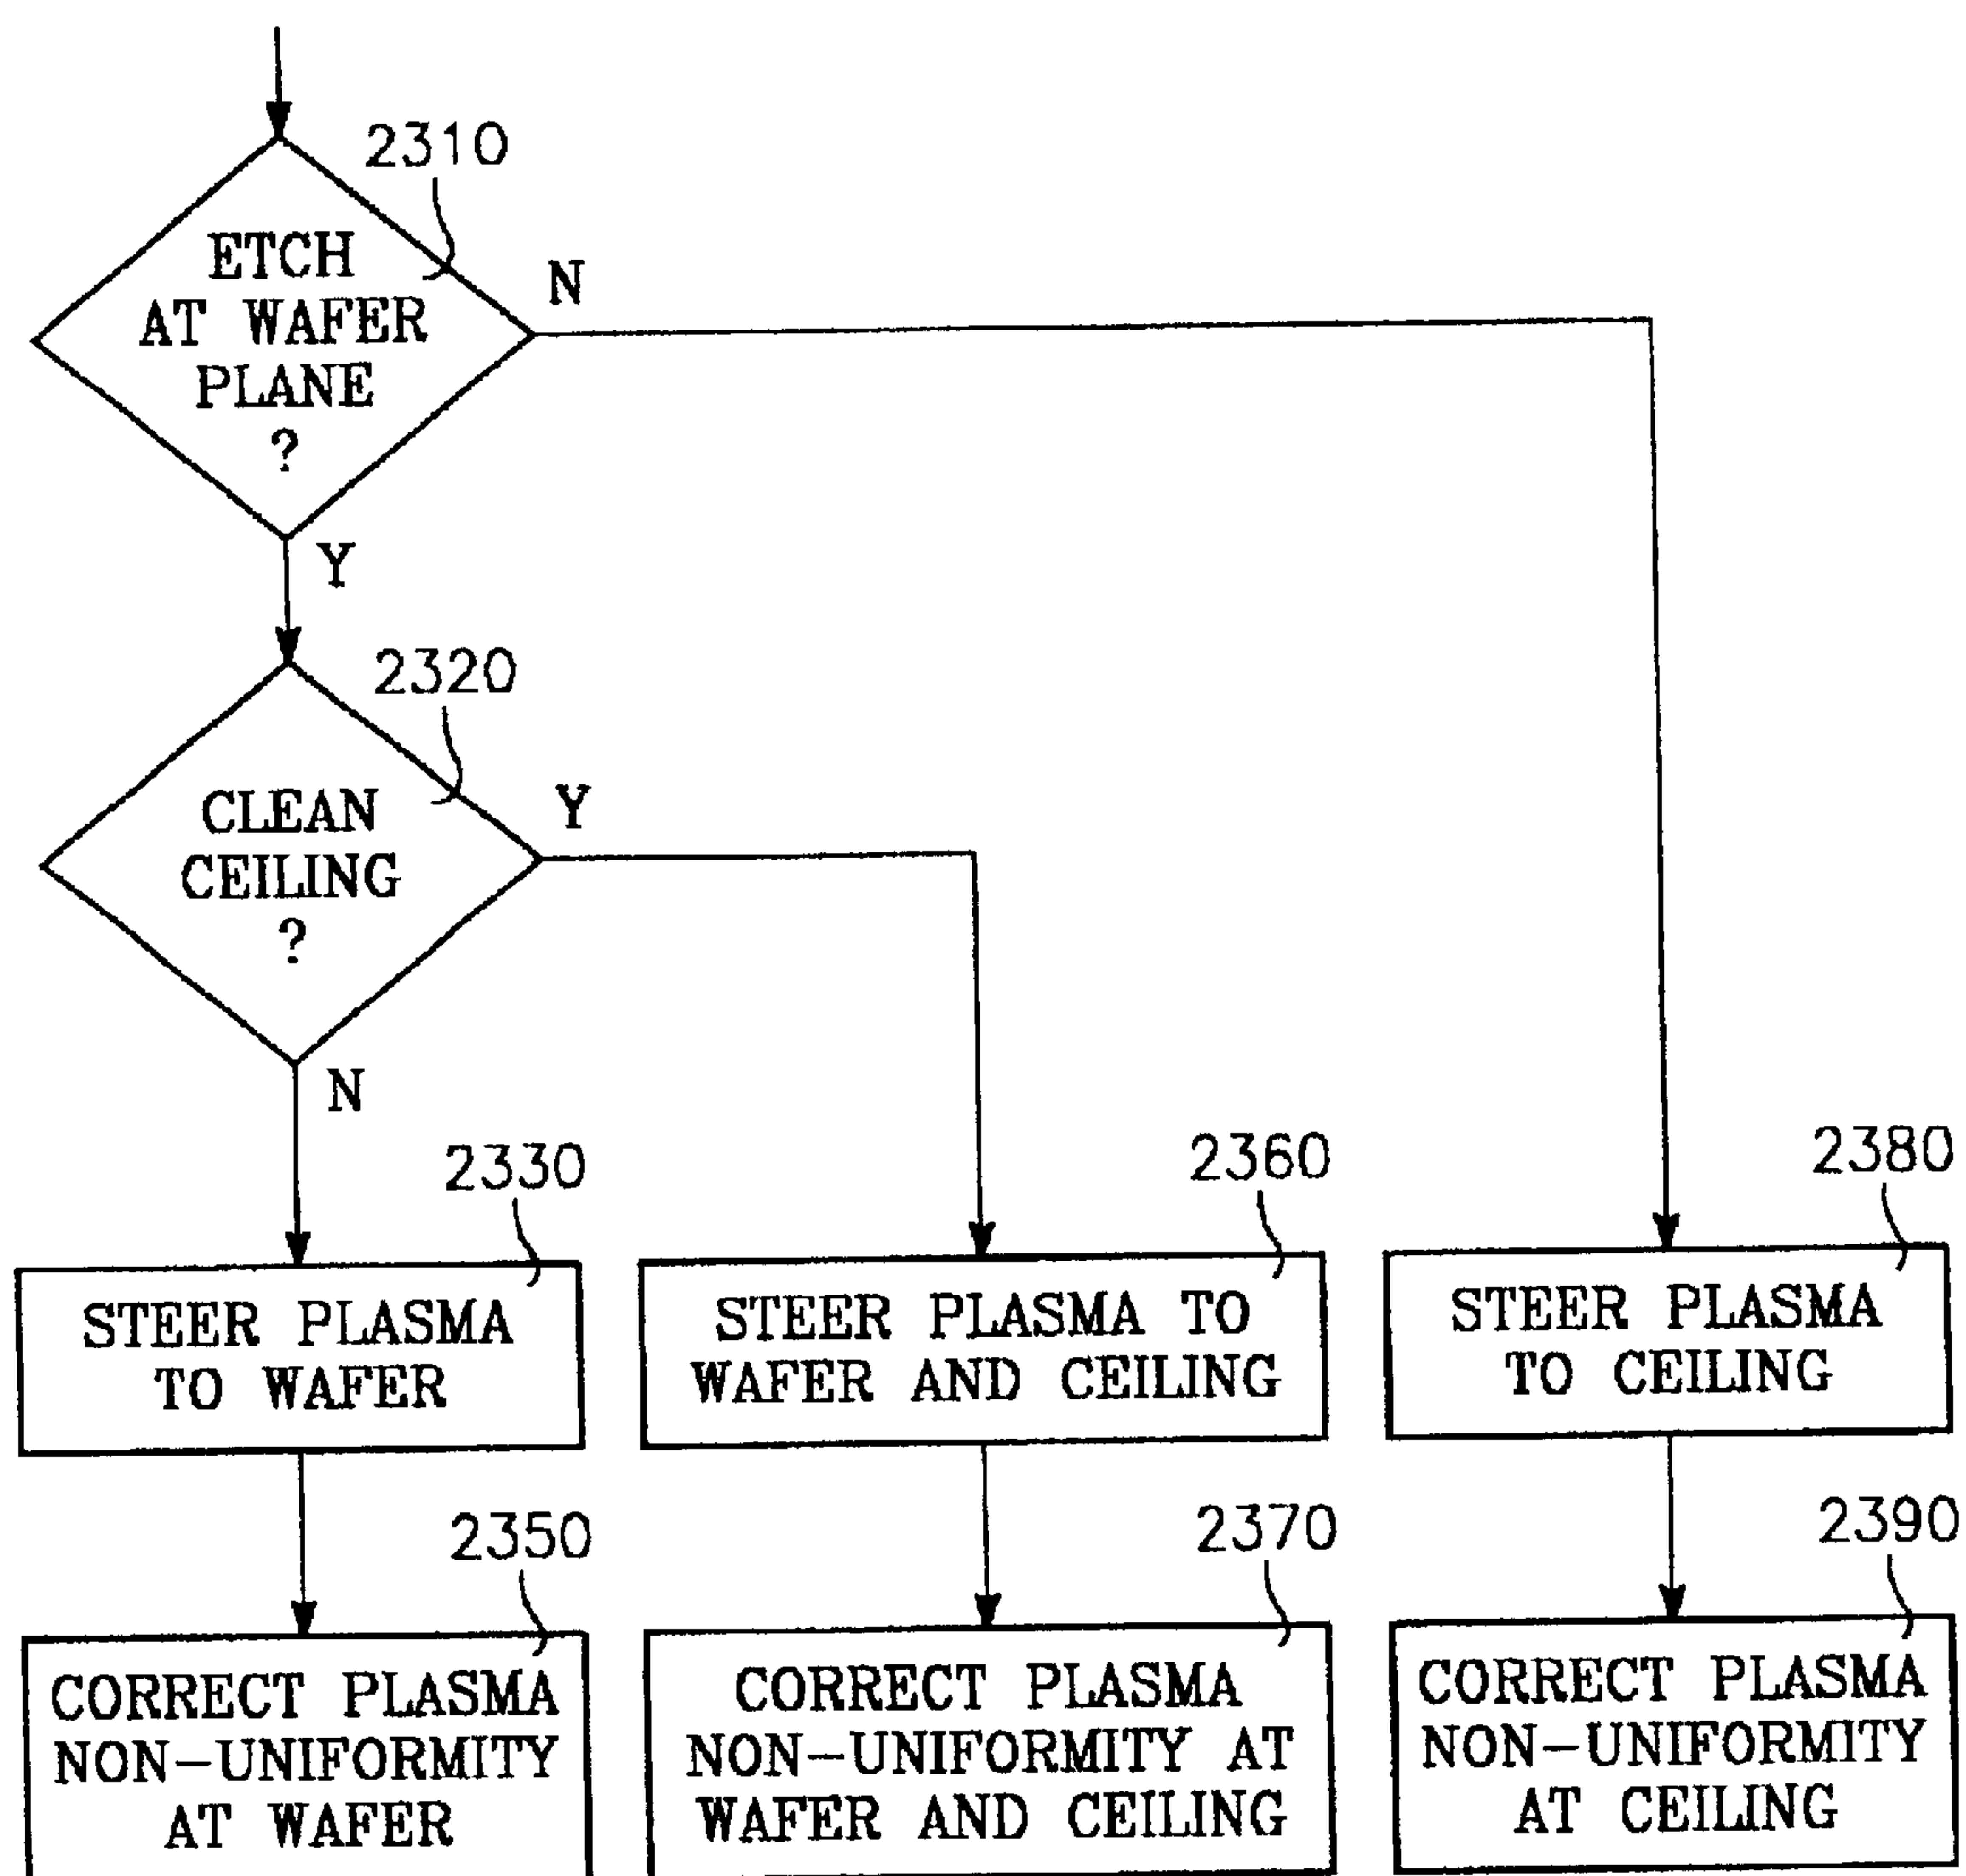 2310
ETCH
AT WAFER
PLANE
?
N
Y
2320
CLEAN
CEILING
?
Y
N
2330
STEER PLASMA
TO WAFER
2360
STEER PLASMA TO
WAFER AND CEILING
2380
STEER PLASMA
TO CEILING
2350
CORRECT PLASMA
NON-UNIFORMITY
AT WAFER
2370
CORRECT PLASMA
NON-UNIFORMITY AT
WAFER AND CEILING
2390
CORRECT PLASMA
NON-UNIFORMITY
AT CEILING